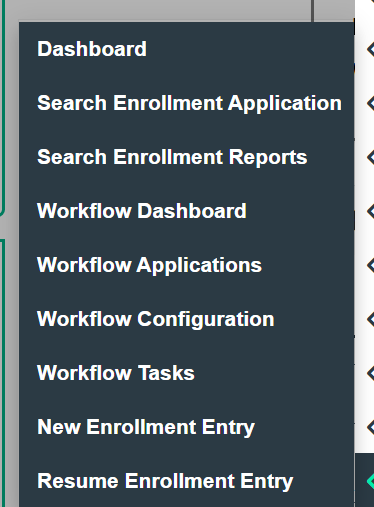 Dashboard
Search Enrollment Application
Search Enrollment Reports
Workflow Dashboard
Workflow Applications
Workflow Configuration
Workflow Tasks
New Enrollment Entry
Resume Enrollment Entry